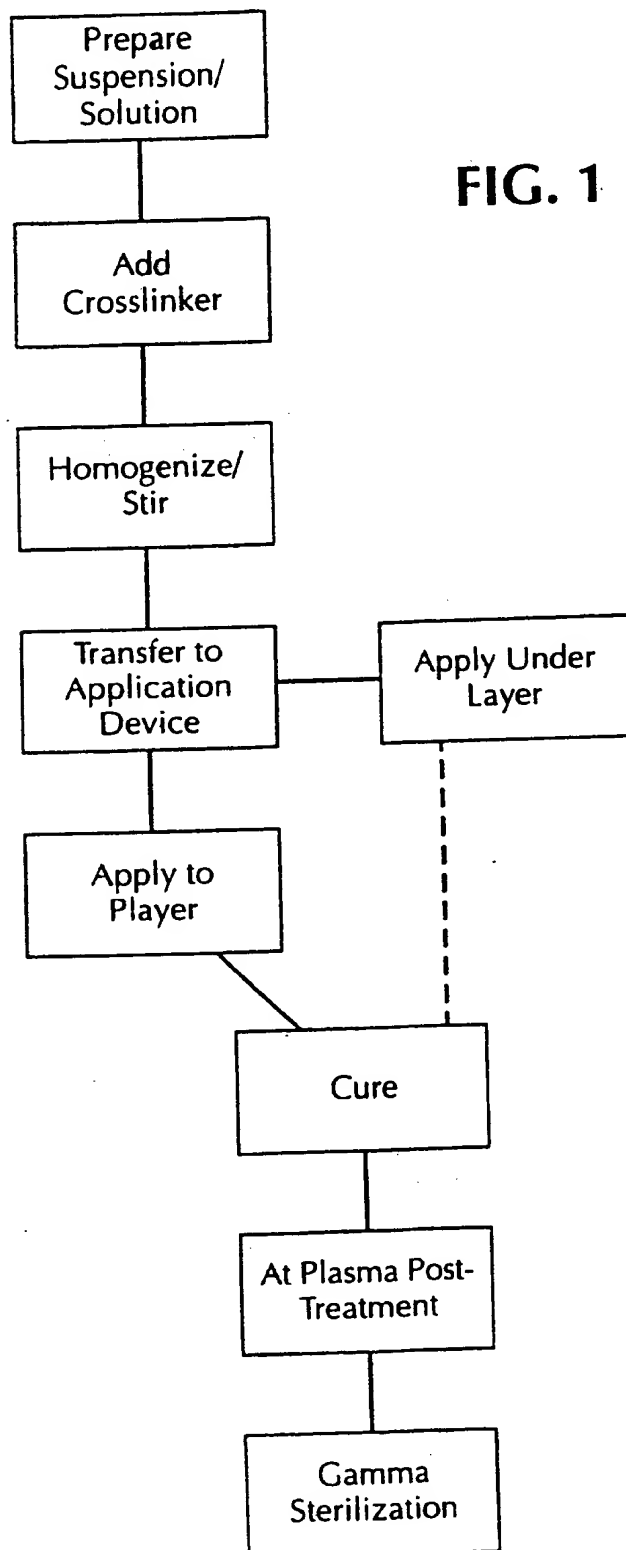 Prepare
Suspension/
Solution
FIG. 1
Add
Crosslinker
Homogenize/
Stir
Transfer to
Application
Device
Apply Under
Layer
Apply to
Player
Cure
At Plasma Post-
Treatment
Gamma
Sterilization